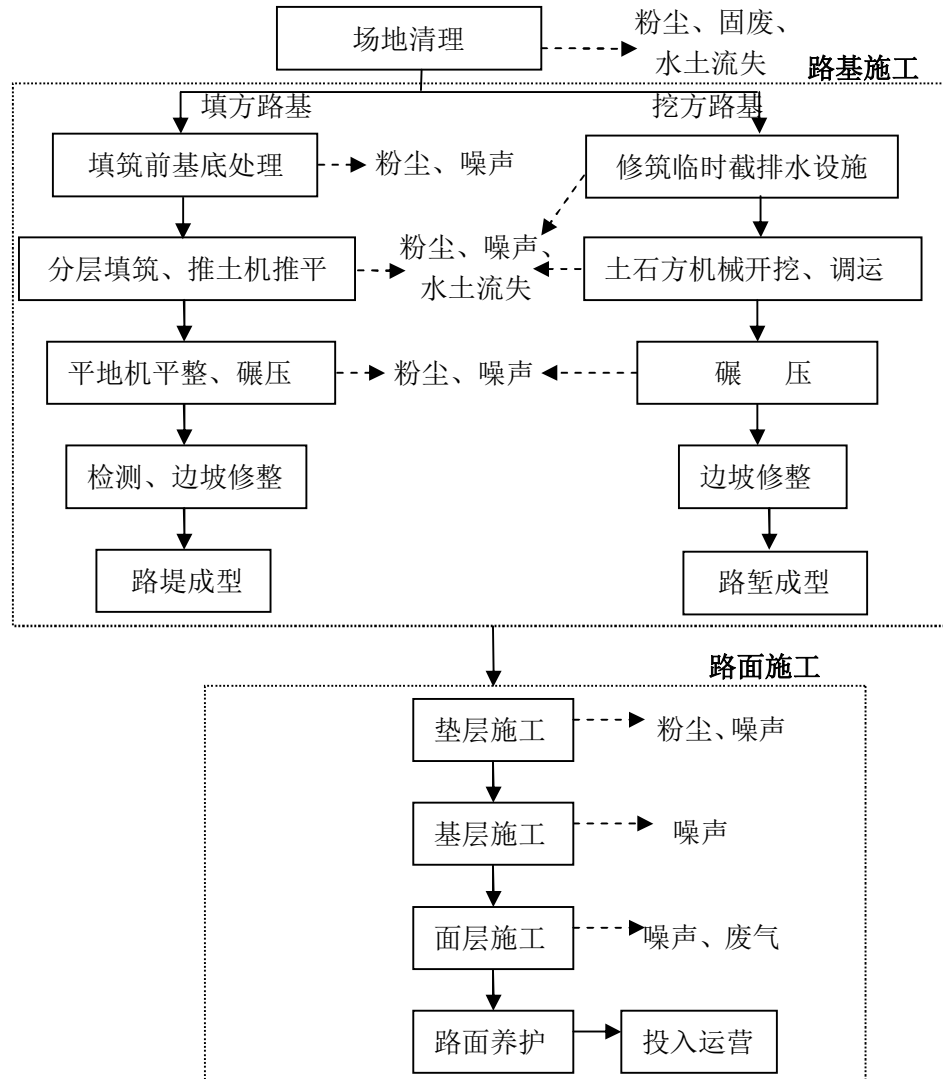 场地清理
粉尘、固废、
水土流失
路基施工
填方路基
挖方路基
填筑前基底处理
粉尘、噪声
修筑临时截排水设施
分层填筑、推土机推平
粉尘、噪声、
水土流失
土石方机械开挖、调运
平地机平整、碾压
粉尘、噪声
碾 压
检测、边坡修整
边坡修整
路堤成型
路堑成型
路面施工
垫层施工
粉尘、噪声
基层施工
噪声
面层施工
噪声、废气
路面养护
投入运营